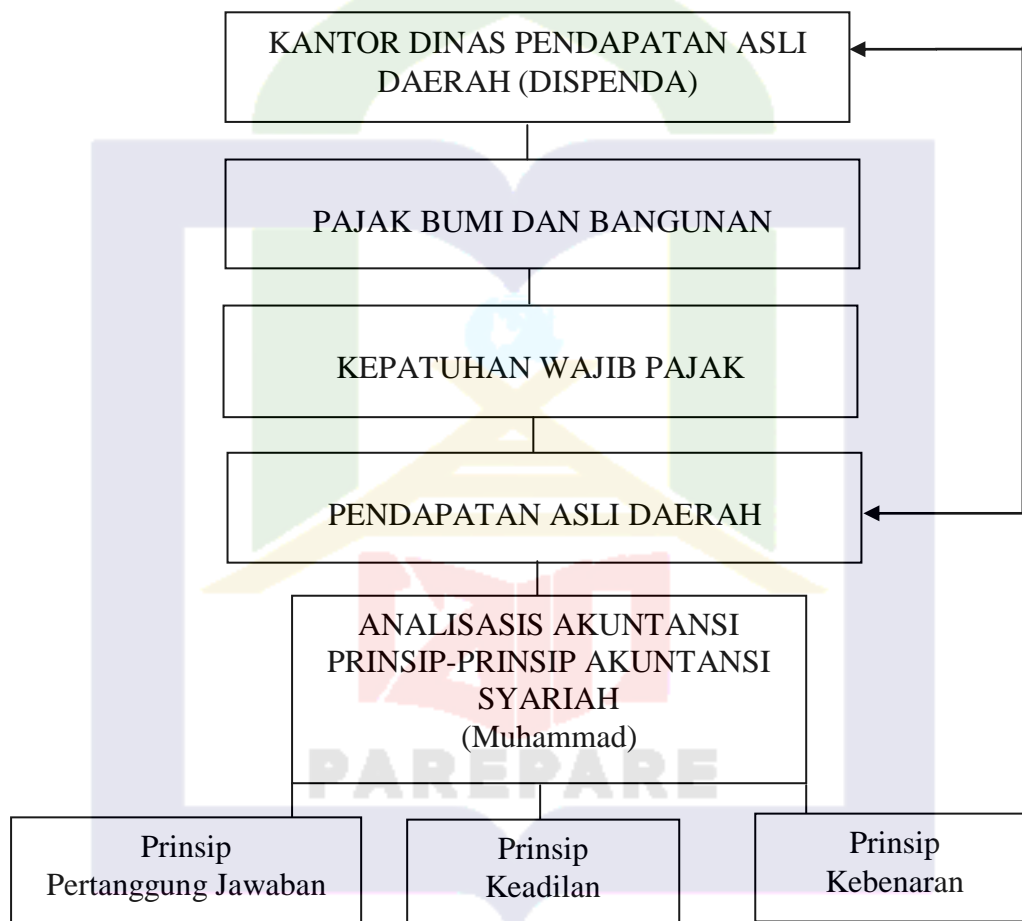 KANTOR DINAS PENDAPATAN ASLI
DAERAH (DISPENDA)
PAJAK BUMI DAN BANGUNAN
KEPATUHAN WAJIB PAJAK
PENDAPATAN ASLI DAERAH
ANALISASIS AKUNTANSI
PRINSIP-PRINSIP AKUNTANSI
SYARIAH
(Muhammad)
PAREPARE
Prinsip
Pertanggung Jawaban
Prinsip
Keadilan
Prinsip
Kebenaran